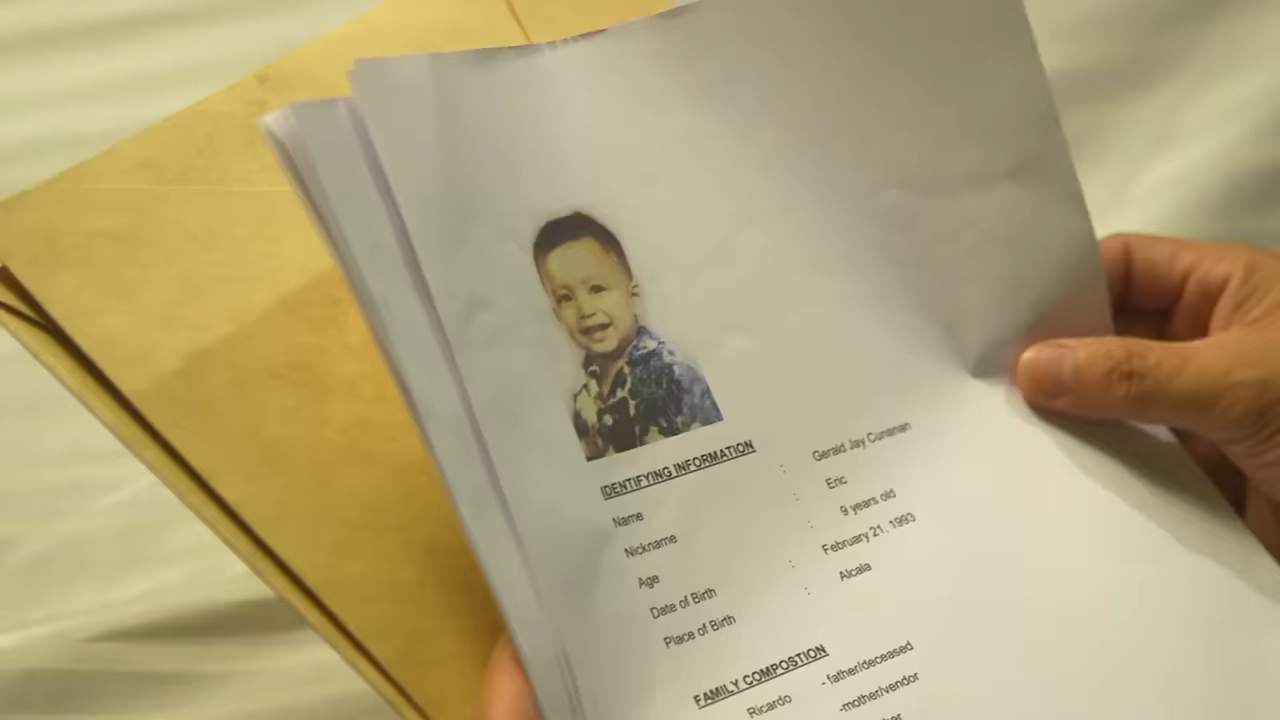 IDENTIFYING INFORMATION
Name : Gerald Jay Cunanan
Nickname : Eric
Age : 9 years old
Date of Birth : February 21, 1993
Place of Birth : Alcala
FAMILY COMPOSTION
Ricardo - father/deceased
-mother/vendor